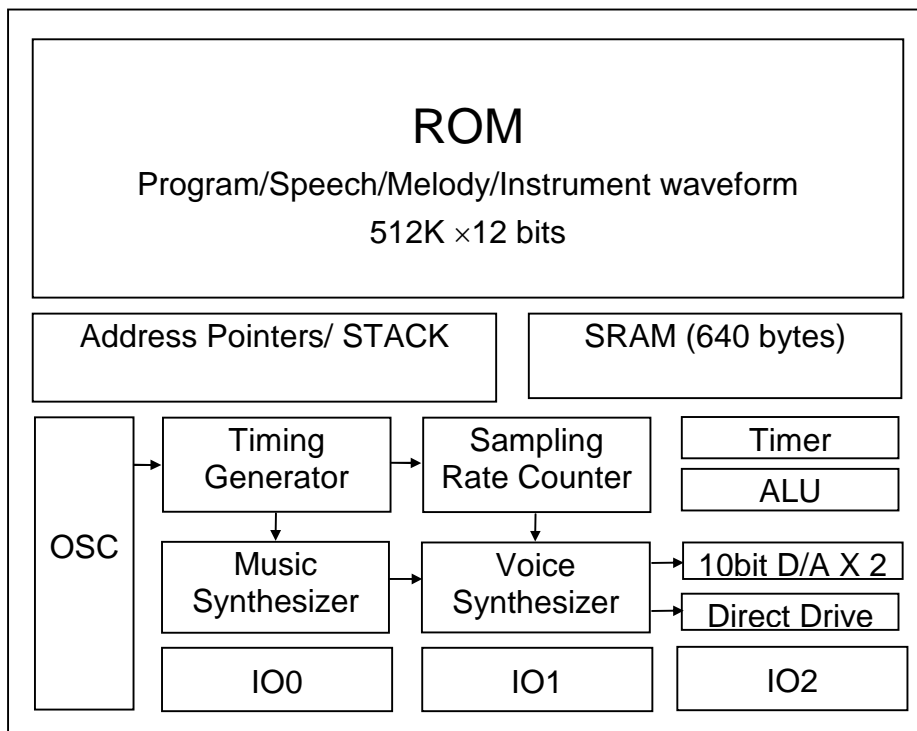 ROM
Program/Speech/Melody/Instrument waveform
512K ×12 bits
Address Pointers/ STACK
SRAM (640 bytes)
OSC
Timing
Generator
Sampling
Rate Counter
Timer
ALU
Music
Synthesizer
Voice
Synthesizer
10bit D/A X 2
Direct Drive
IO0
IO1
IO2